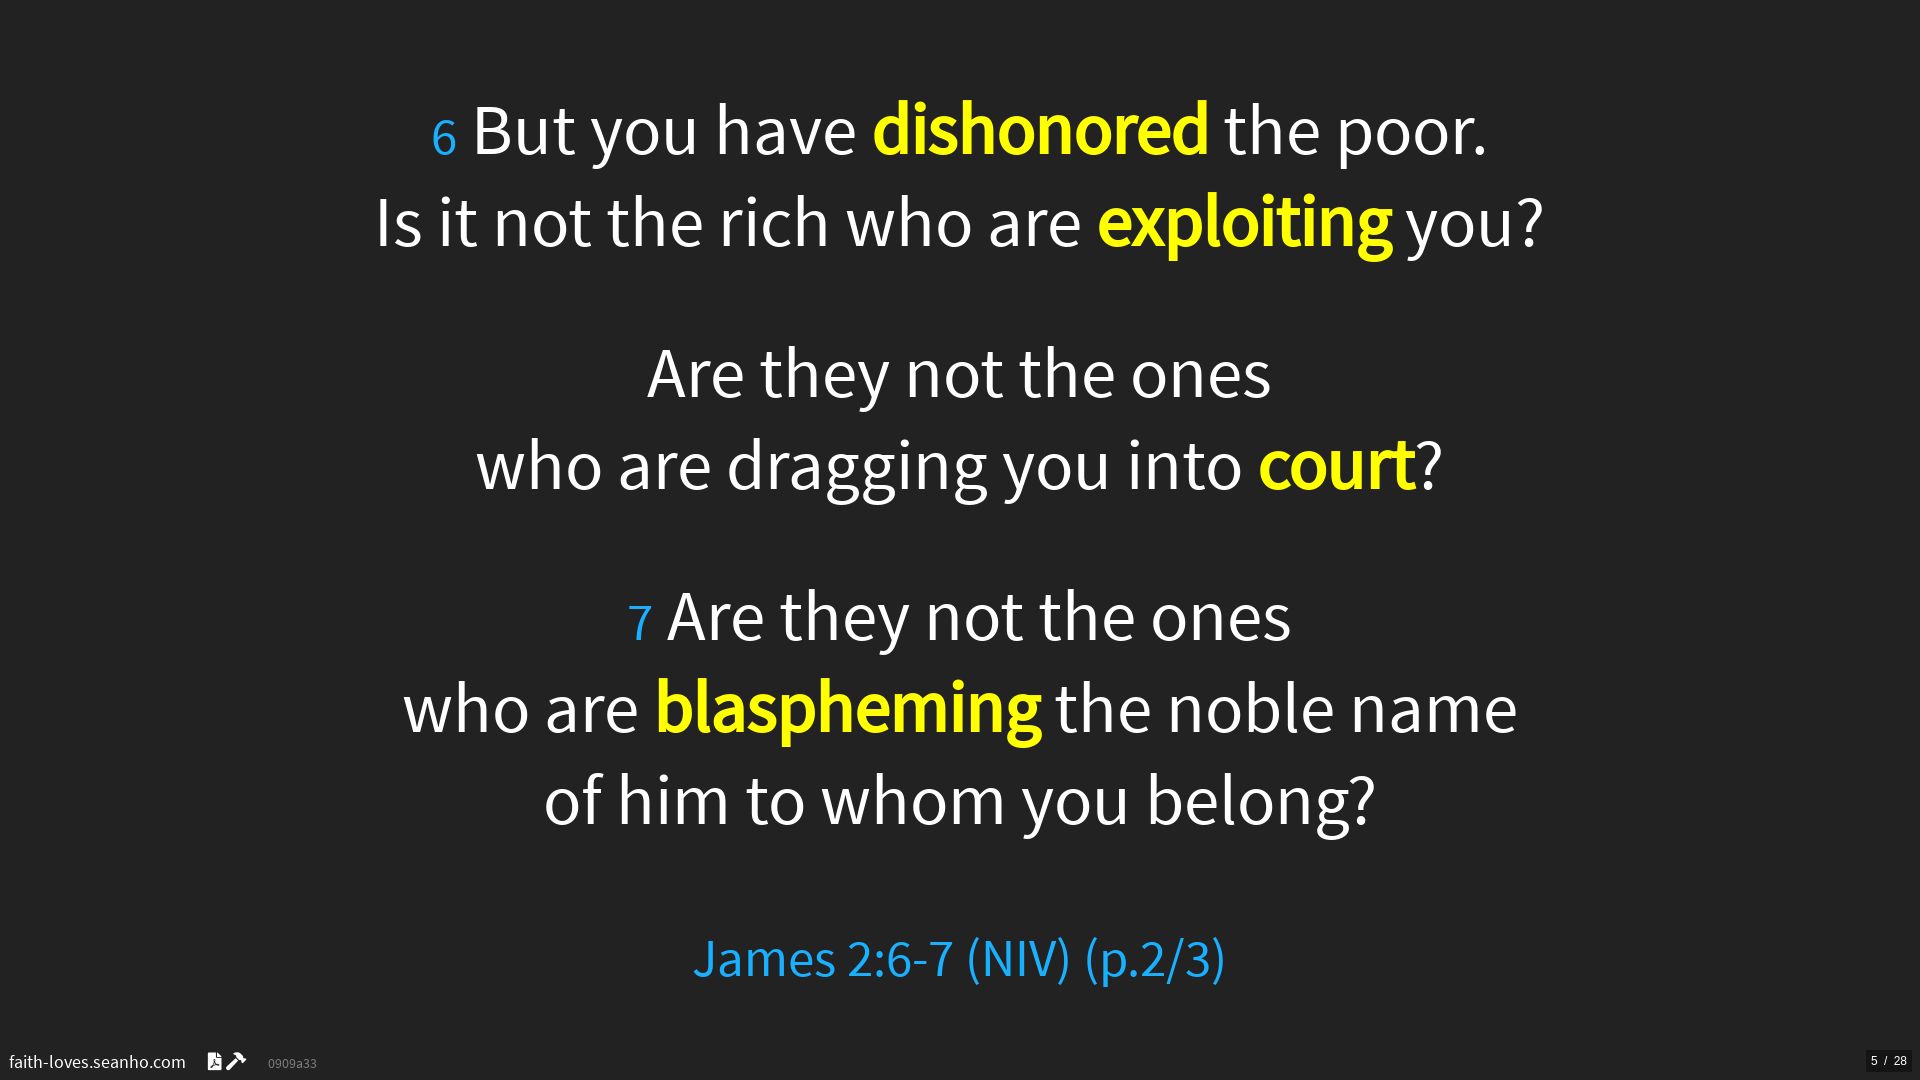 6 But you have dishonored the poor.
Is it not the rich who are exploiting you?
Are they not the ones
who are dragging you into court?
7 Are they not the ones
who are blaspheming the noble name
of him to whom you belong?
James 2:6-7 (NIV) (p.2/3)
faith-loves.seanho.com 0909a33
5 / 28